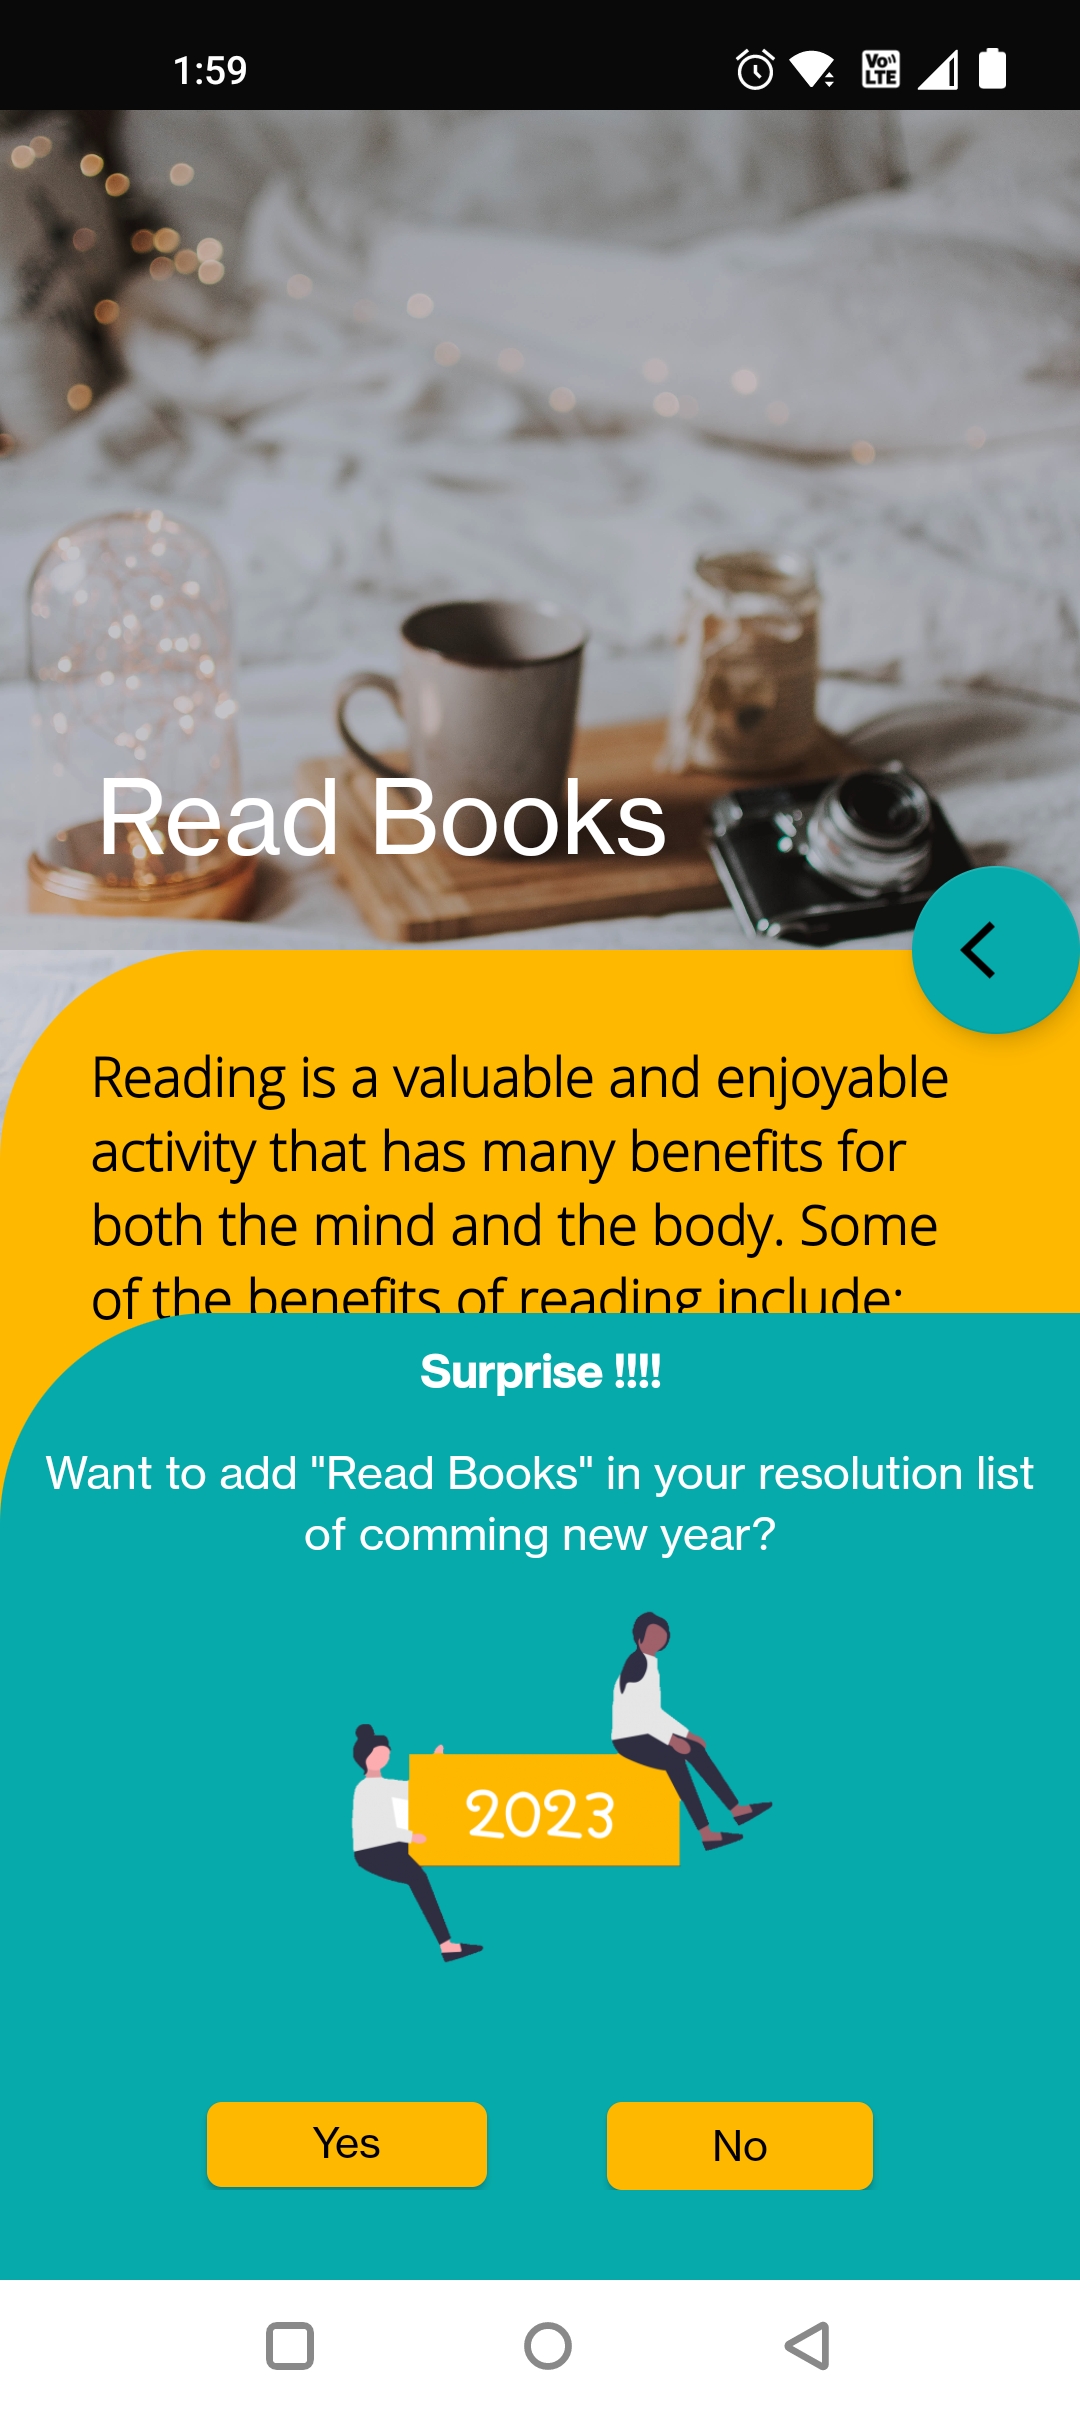 1:59
Vo LTE
Read Books
Reading is a valuable and enjoyable
activity that has many benefits for
both the mind and the body. Some
of the benefits of reading include:
Surprise !!!!
Want to add "Read Books" in your resolution list
of comming new year?
2023
Yes
No